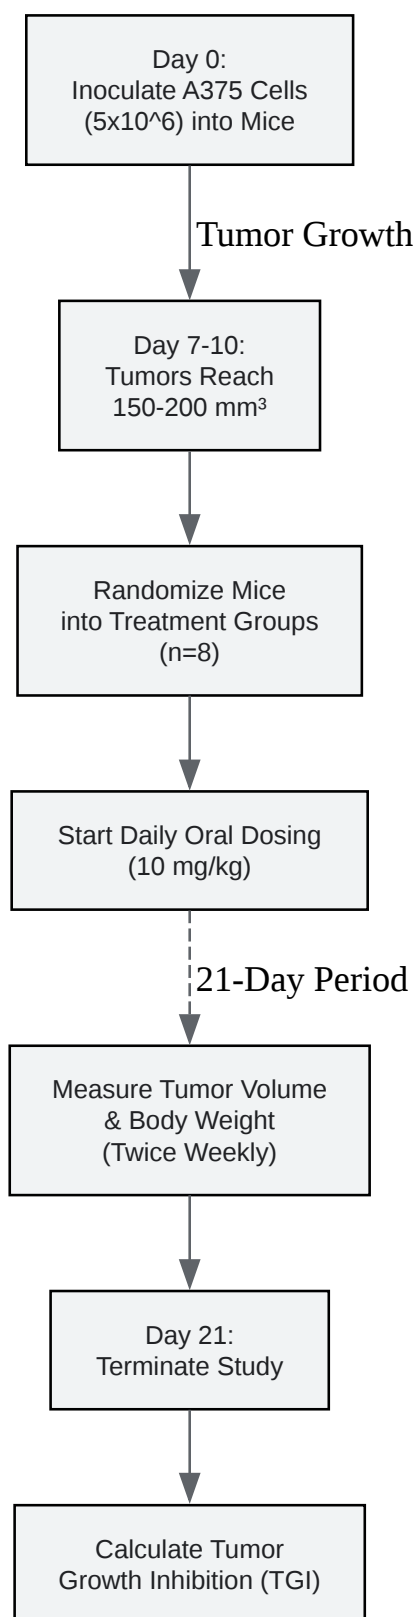 Day 0:
Inoculate A375 Cells
(5x10^6) into Mice
Tumor Growth
Day 7-10:
Tumors Reach
150-200 mm³
Randomize Mice
into Treatment Groups
(n=8)
Start Daily Oral Dosing
(10 mg/kg)
21-Day Period
Measure Tumor Volume
& Body Weight
(Twice Weekly)
Day 21:
Terminate Study
Calculate Tumor
Growth Inhibition (TGI)